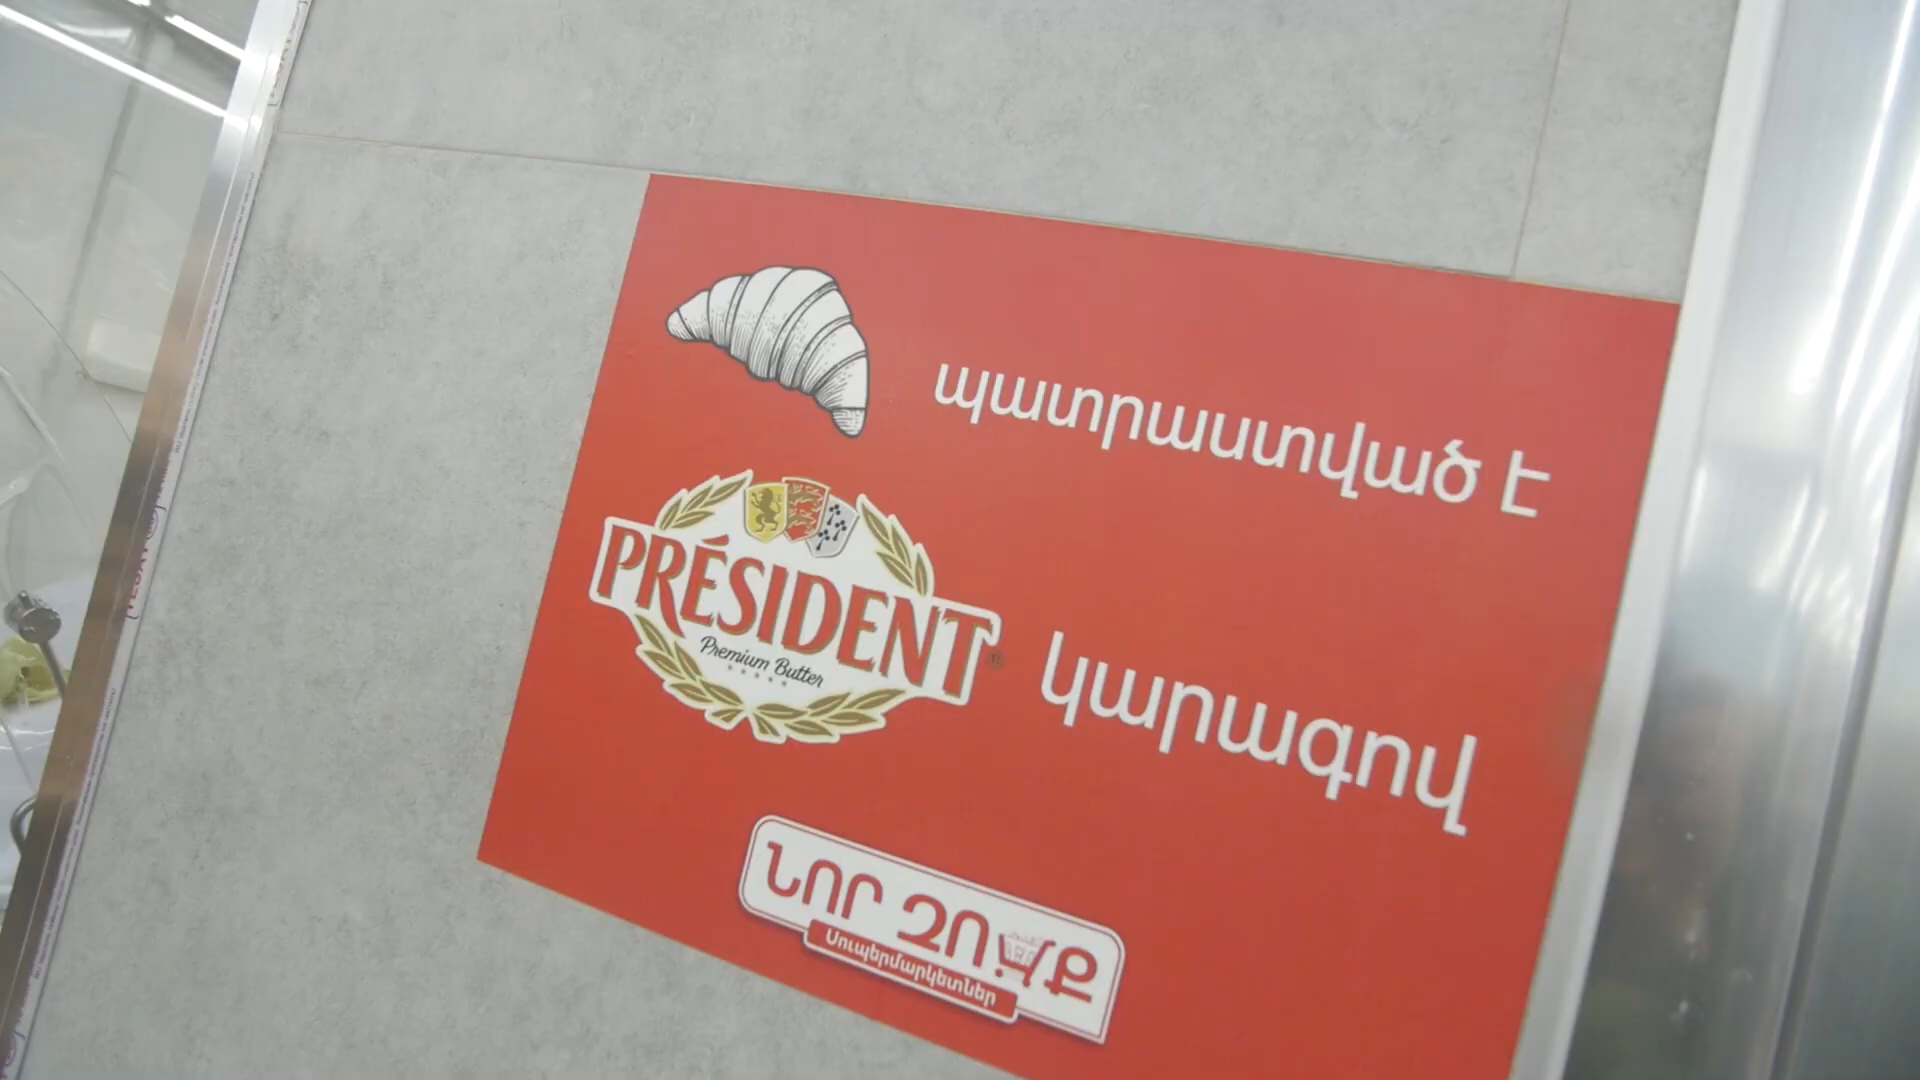 պատրաստված է
PRÉSIDENT
Premium Butter
կարագով
ՆՈՐ ԶՈՎՔ
Սուպերմարկետներ